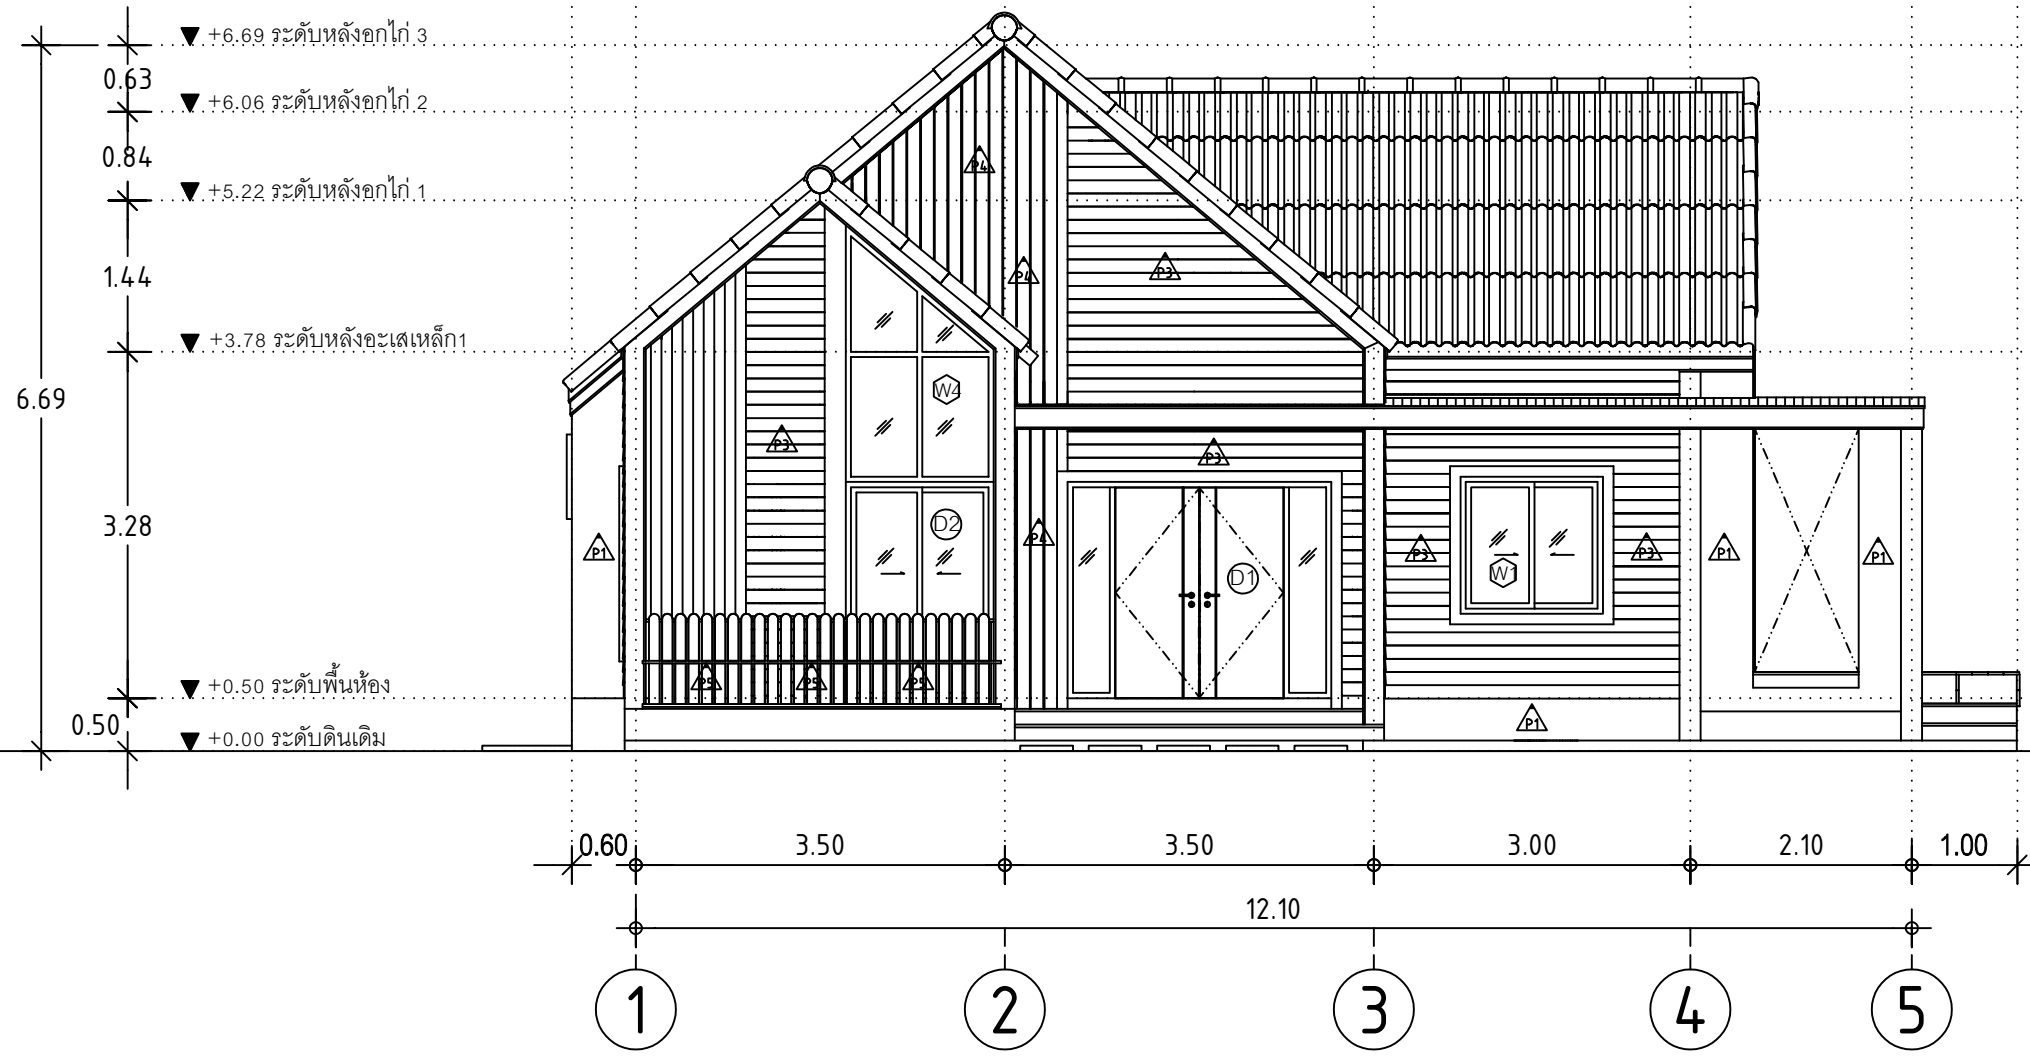 +6.69 ระดับหลังอกไก่ 3
0.63
+6.06 ระดับหลังอกไก่ 2
0.84
P4
+5.22 ระดับหลังอกไก่ 1
1.44
P4
P3
+3.78 ระดับหลังอะเสเหล็ก1
6.69
W4
P3
P3
3.28
D2
P4
P1
P3
P3
P1
P1
D1
W1
+0.50 ระดับพื้นห้อง
P5
P5
P5
0.50
+0.00 ระดับดินเดิม
P1
0.60
3.50
3.50
3.00
2.10
1.00
12.10
1
2
3
4
5